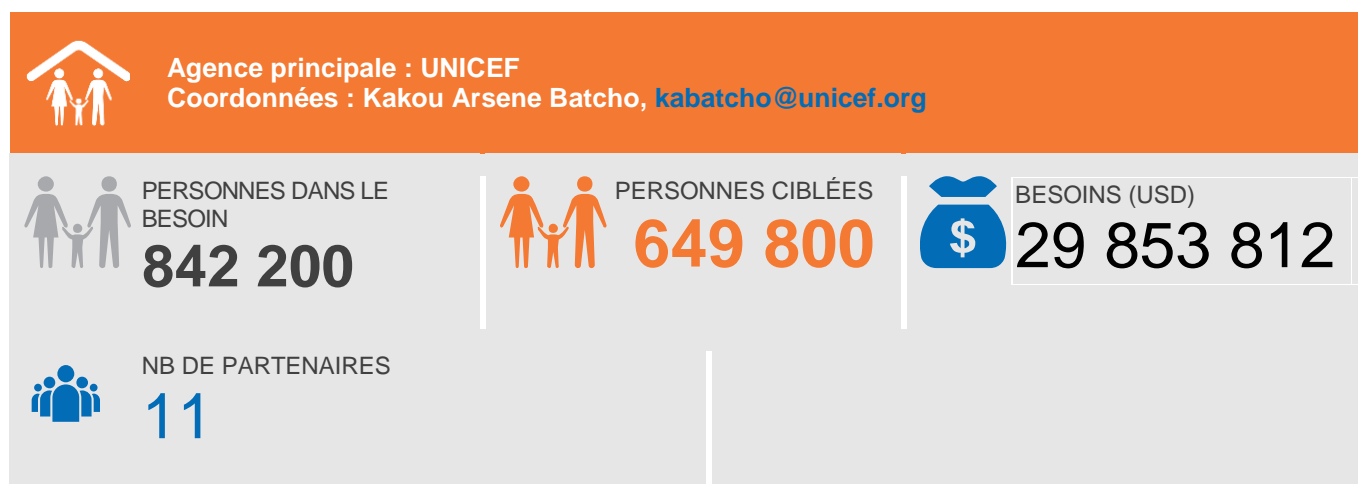 Agence principale : UNICEF
Coordonnées : Kakou Arsene Batcho, kabatcho@unicef.org
PERSONNES DANS LE
BESOIN
842 200
PERSONNES CIBLÉES
649 800
$
BESOINS (USD)
29 853 812
NB DE PARTENAIRES
11